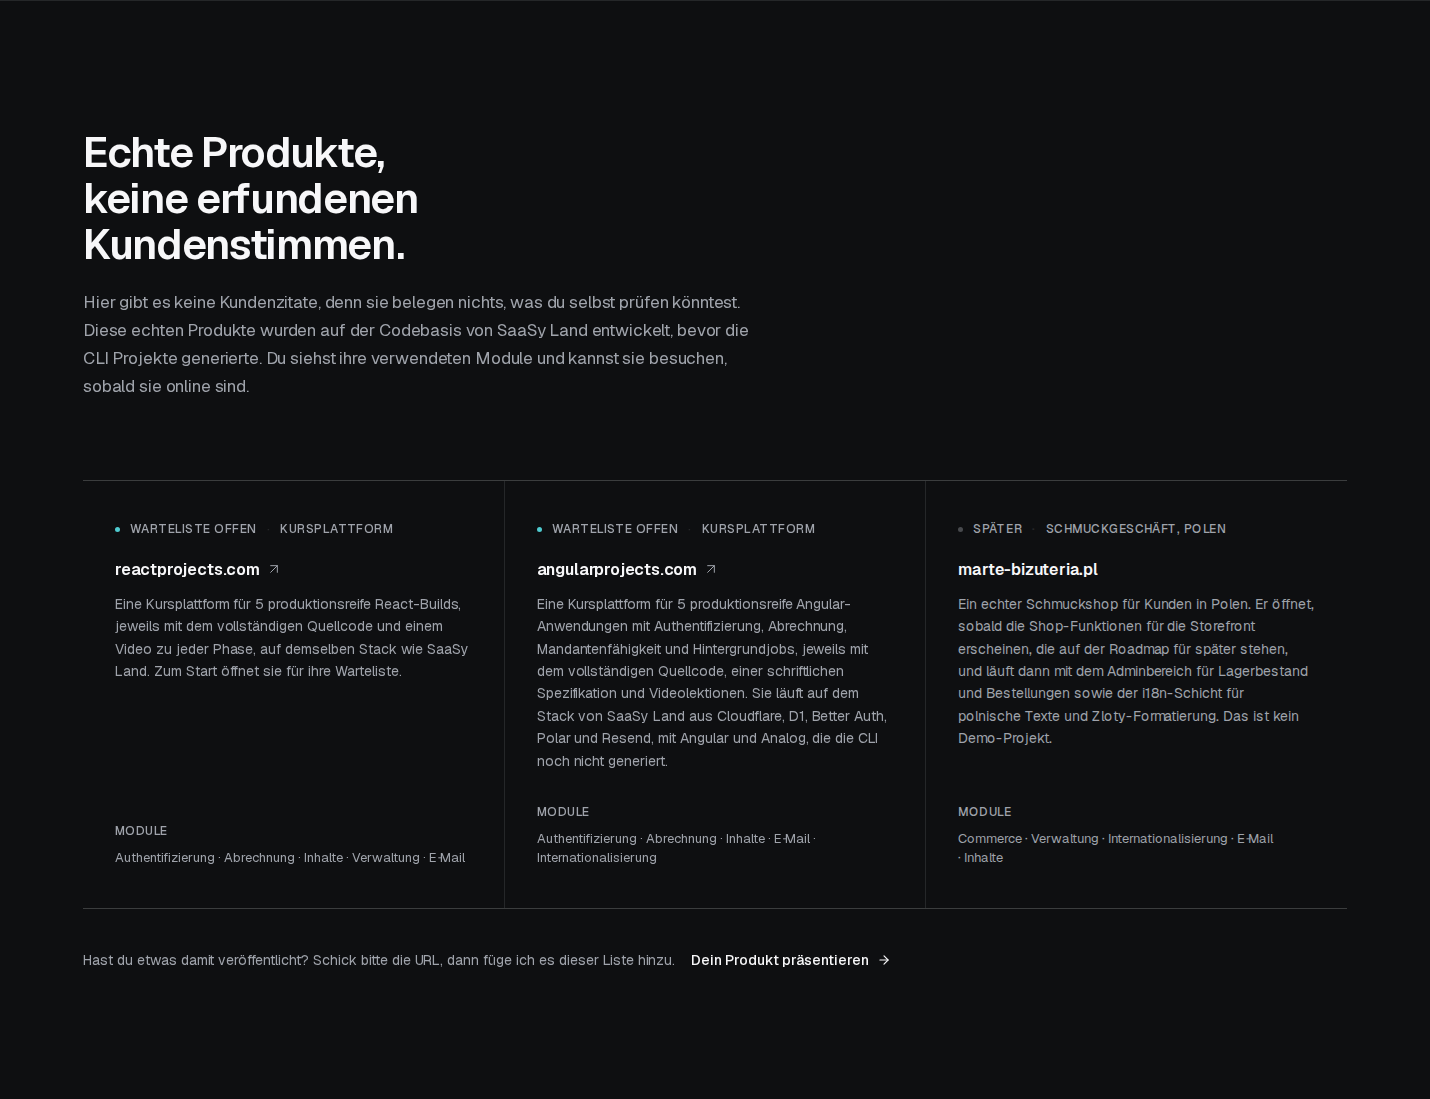 Echte Produkte,
keine erfundenen
Kundenstimmen.
Hier gibt es keine Kundenzitate, denn sie belegen nichts, was du selbst prüfen könntest.
Diese echten Produkte wurden auf der Codebasis von SaaSy Land entwickelt, bevor die
CLI Projekte generierte. Du siehst ihre verwendeten Module und kannst sie besuchen,
sobald sie online sind.
WARTELISTE OFFEN · KURSPLATTFORM
reactprojects.com
Eine Kursplattform für 5 produktionsreife React-Builds,
jeweils mit dem vollständigen Quellcode und einem
Video zu jeder Phase, auf demselben Stack wie SaaSy
Land. Zum Start öffnet sie für ihre Warteliste.
MODULE
Authentifizierung · Abrechnung · Inhalte · Verwaltung · E-Mail
WARTELISTE OFFEN · KURSPLATTFORM
angularprojects.com
Eine Kursplattform für 5 produktionsreife Angular-
Anwendungen mit Authentifizierung, Abrechnung,
Mandantenfähigkeit und Hintergrundjobs, jeweils mit
dem vollständigen Quellcode, einer schriftlichen
Spezifikation und Videolektionen. Sie läuft auf dem
Stack von SaaSy Land aus Cloudflare, D1, Better Auth,
Polar und Resend, mit Angular und Analog, die die CLI
noch nicht generiert.
MODULE
Authentifizierung · Abrechnung · Inhalte · E-Mail ·
Internationalisierung
SPÄTER · SCHMUCKGESCHÄFT, POLEN
marte-bizuteria.pl
Ein echter Schmuckshop für Kunden in Polen. Er öffnet,
sobald die Shop-Funktionen für die Storefront
erscheinen, die auf der Roadmap für später stehen,
und läuft dann mit dem Adminbereich für Lagerbestand
und Bestellungen sowie der i18n-Schicht für
polnische Texte und Zloty-Formatierung. Das ist kein
Demo-Projekt.
MODULE
Commerce · Verwaltung · Internationalisierung · E-Mail
· Inhalte
Hast du etwas damit veröffentlicht? Schick bitte die URL, dann füge ich es dieser Liste hinzu. Dein Produkt präsentieren →